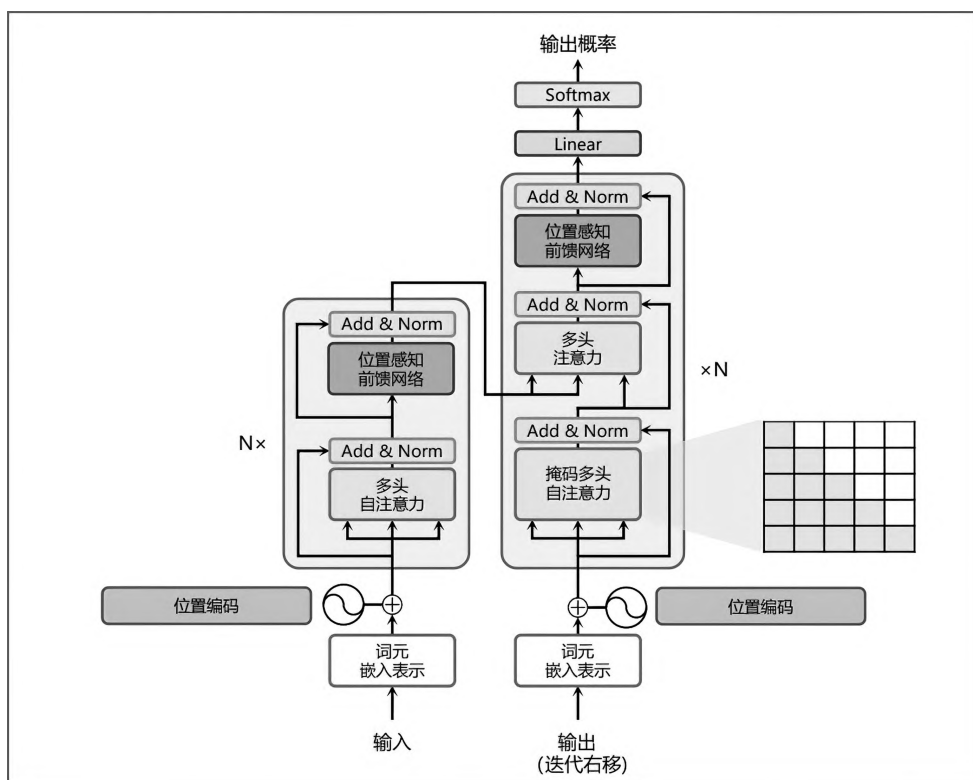 输出概率
Softmax
Linear
Add & Norm
位置感知
前馈网络
Add & Norm
多头
注意力
×N
Add & Norm
掩码多头
自注意力
Add & Norm
位置感知
前馈网络
N×
Add & Norm
多头
自注意力
位置编码
位置编码
词元
嵌入表示
词元
嵌入表示
输入
输出
(迭代右移)